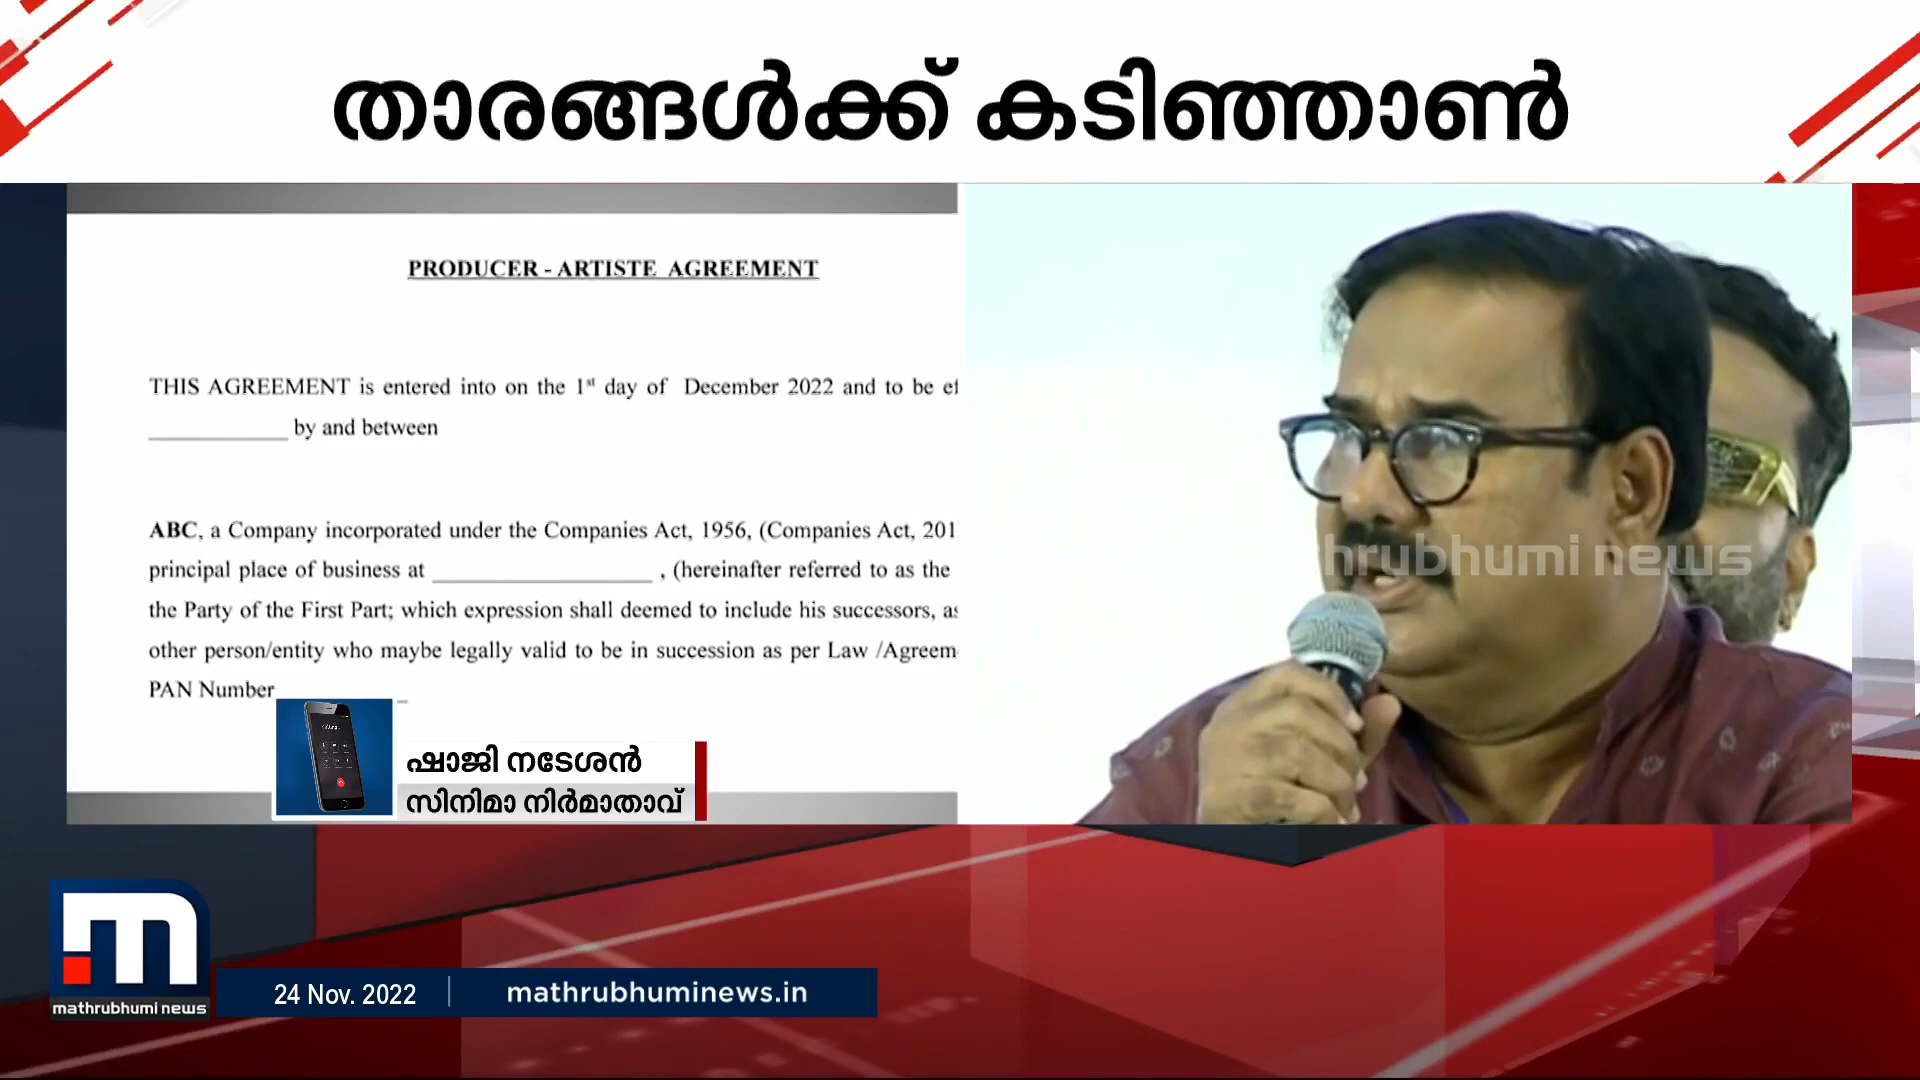 താരങ്ങൾക്ക് കടിഞ്ഞാൺ
PRODUCER - ARTISTE AGREEMENT
THIS AGREEMENT is entered into on the 1st day of December 2022 and to be
_____________ by and between
ABC, a Company incorporated under the Companies Act, 1956, (Companies Act, 201
principal place of business at ____________________ , (hereinafter referred to as the
the Party of the First Part; which expression shall deemed to include his successors,
other person/entity who maybe legally valid to be in succession as per Law /Agreem
PAN Number
hrubhumi news
ഷാജി നടേശൻ
സിനിമാ നിർമാതാവ്
mathrubhumi news
24 Nov. 2022
mathrubhuminews.in